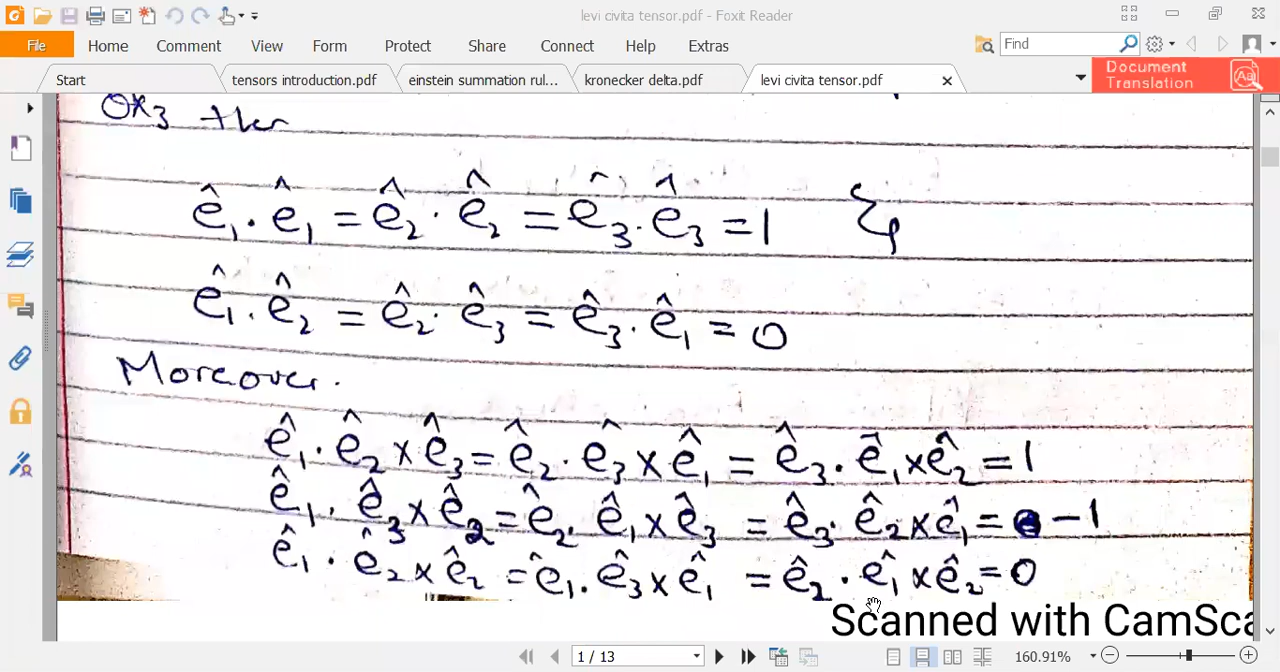 levi civita tensor.pdf - Foxit Reader
File Home Comment View Form Protect Share Connect Help Extras Find
Start tensors introduction.pdf einstein summation rul... kronecker delta.pdf levi civita tensor.pdf Document Translation
OX₃ then
ê₁·ê₁ = ê₂·ê₂ = ê₃·ê₃ = 1
ê₁·ê₂ = ê₂·ê₃ = ê₃·ê₁ = 0
Moreover.
ê₁·ê₂×ê₃ = ê₂·ê₃×ê₁ = ê₃·ê₁×ê₂ = 1
ê₁·ê₃×ê₂ = ê₂·ê₁×ê₃ = ê₃·ê₂×ê₁ = -1
ê₁·ê₂×ê₂ = ê₁·ê₃×ê₁ = ê₂·ê₁×ê₂ = 0
Scanned with CamSca
1 / 13 160.91%